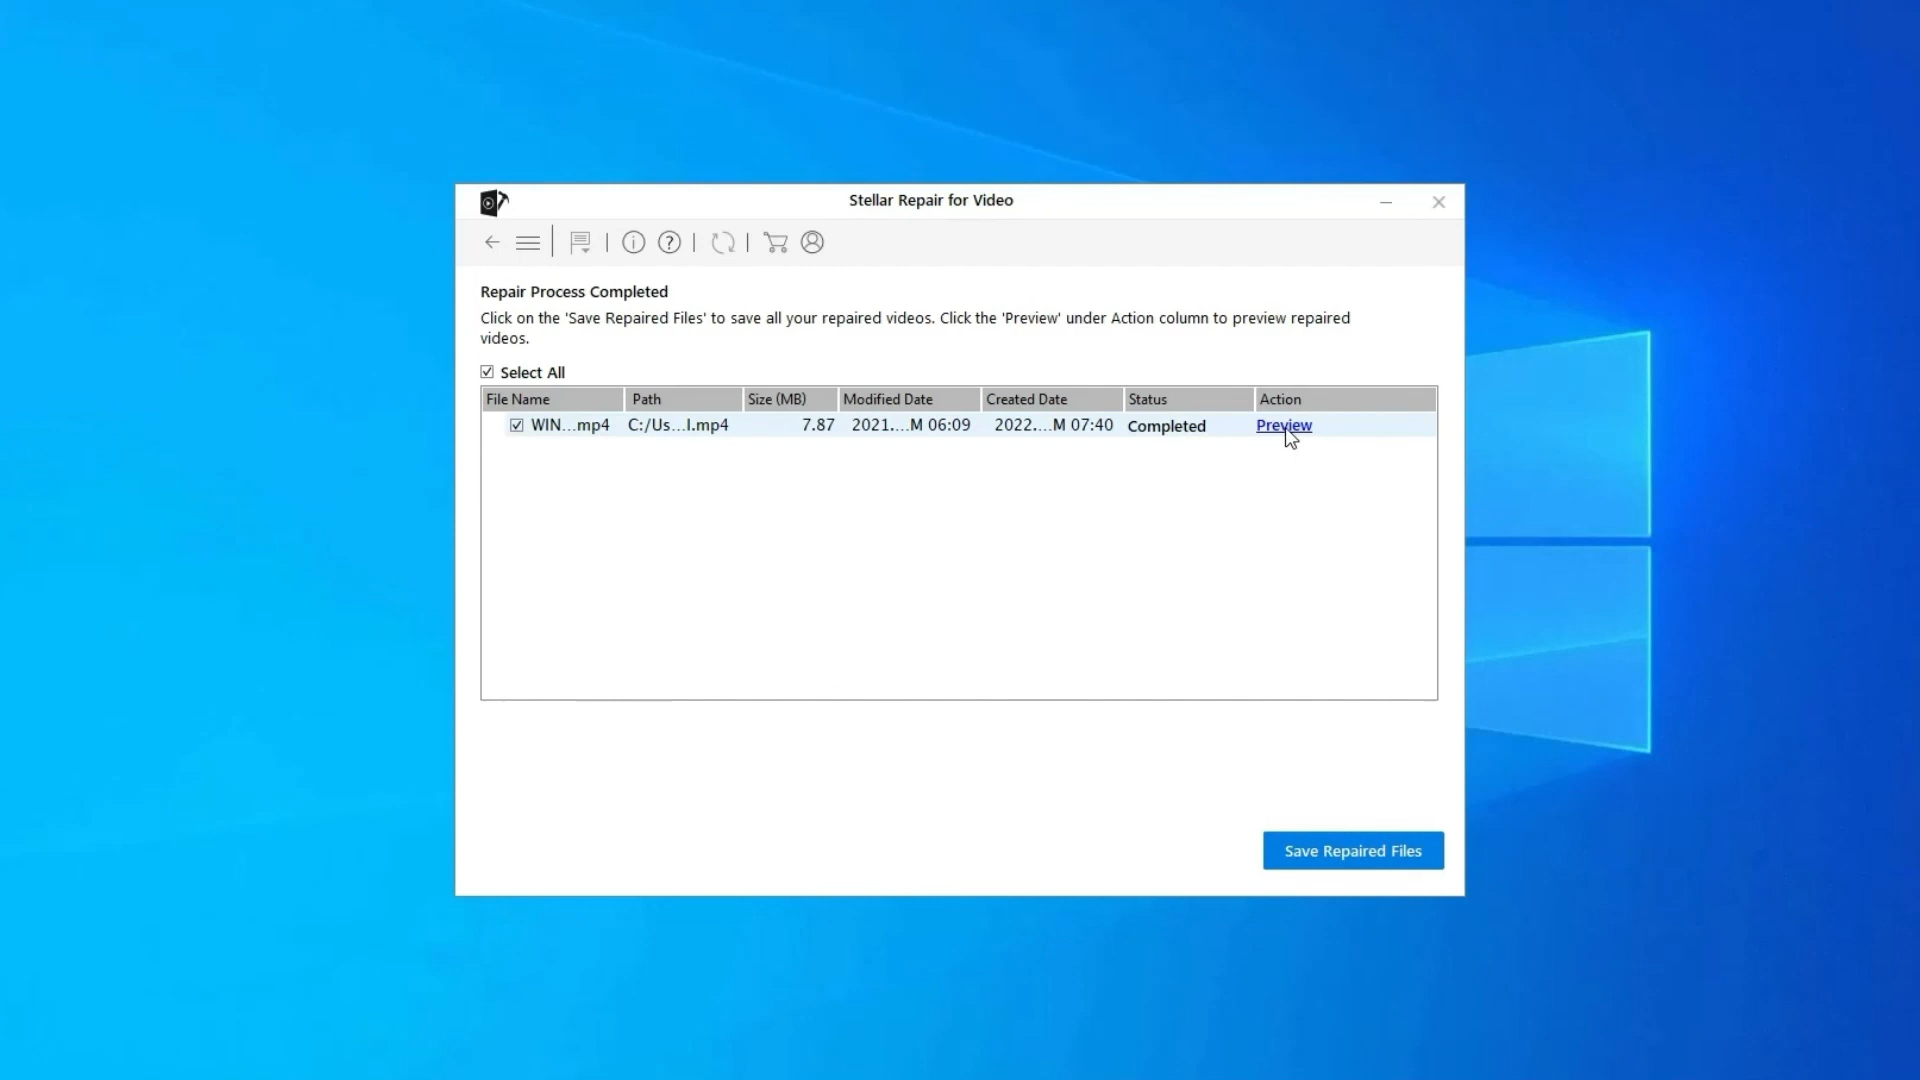 Stellar Repair for Video
Repair Process Completed
Click on the 'Save Repaired Files' to save all your repaired videos. Click the 'Preview' under Action column to preview repaired
videos.
Select All
File Name Path Size (MB) Modified Date Created Date Status Action
WIN...mp4 C:/Us...I.mp4 7.87 2021....M 06:09 2022....M 07:40 Completed Preview
Save Repaired Files